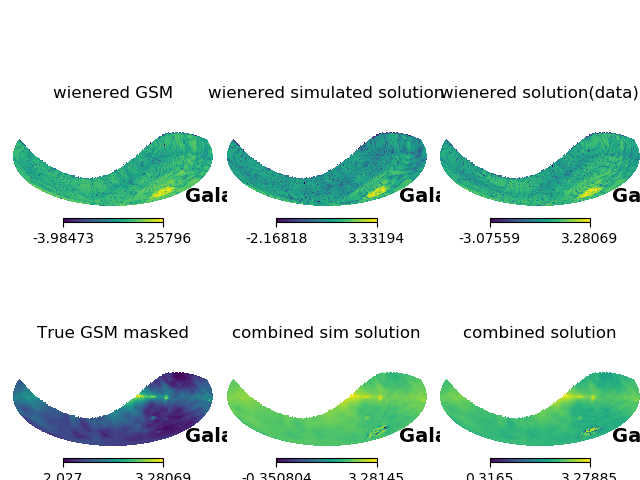 wienered GSM
wienered simulated solution
wienered solution(data)
Gala
Gala
Ga
-3.98473 3.25796
-2.16818 3.33194
-3.07559 3.28069
True GSM masked
combined sim solution
combined solution
Gala
Gala
Ga
2.027 3.28069
-0.350804 3.28145
0.3165 3.27885